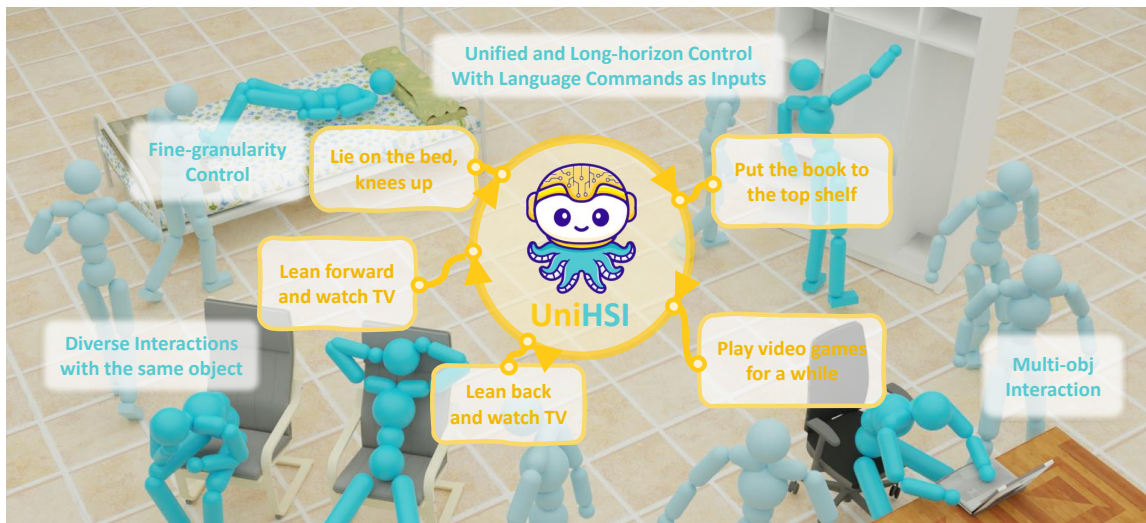 Unified and Long-horizon Control
With Language Commands as Inputs
Fine-granularity
Control
Lie on the bed,
knees up
Put the book to
the top shelf
Lean forward
and watch TV
UniHSI
Diverse Interactions
with the same object
Lean back
and watch TV
Play video games
for a while
Multi-obj
Interaction